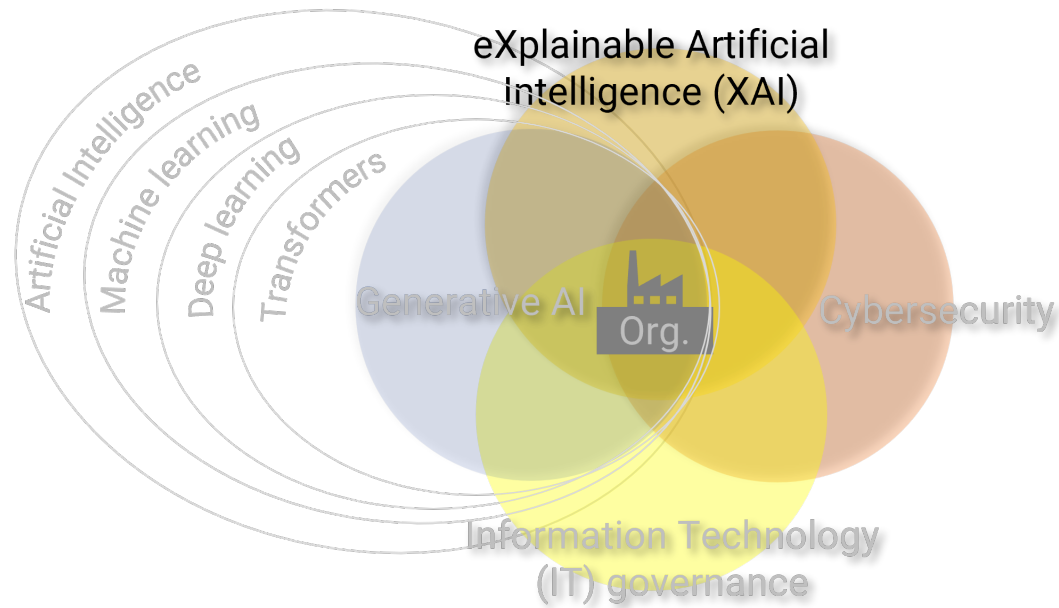 eXplainable Artificial
Intelligence (XAI)
Artificial Intelligence
Machine learning
Deep learning
Transformers
Generative AI
Org.
Cybersecurity
Information Technology
(IT) governance